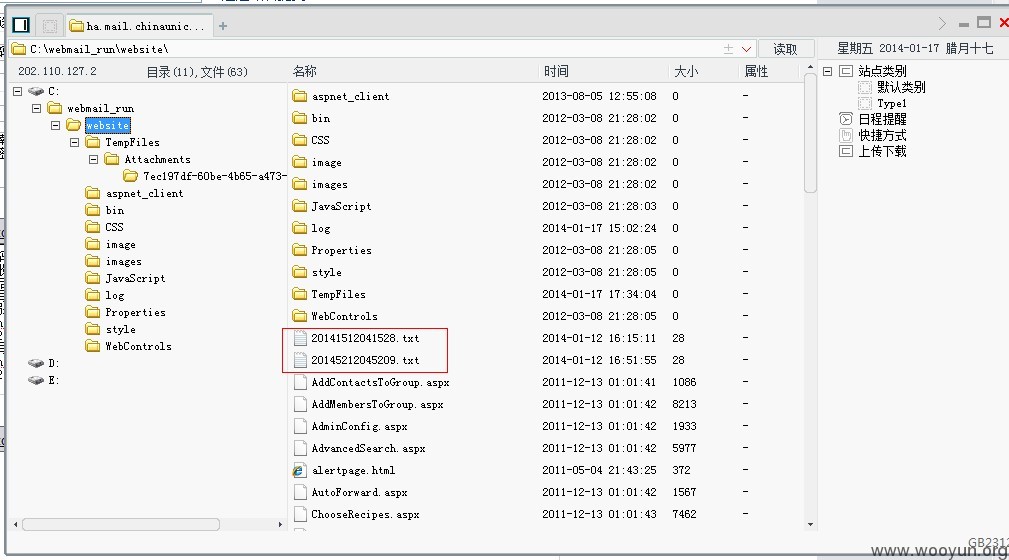 ha.mail.chinaunic...
C:\webmail_run\website\
读取
星期五 2014-01-17 腊月十七
202.110.127.2 目录(11),文件(63)
名称 时间 大小 属性
C:
webmail_run
website
TempFiles
Attachments
7ec197df-60be-4b65-a473-
aspnet_client
bin
CSS
image
images
JavaScript
log
Properties
style
WebControls
D:
E:
aspnet_client 2013-08-05 12:55:08 0 -
bin 2012-03-08 21:28:02 0 -
CSS 2012-03-08 21:28:02 0 -
image 2012-03-08 21:28:02 0 -
images 2012-03-08 21:28:02 0 -
JavaScript 2012-03-08 21:28:03 0 -
log 2014-01-17 15:02:24 0 -
Properties 2012-03-08 21:28:05 0 -
style 2012-03-08 21:28:05 0 -
TempFiles 2014-01-17 17:34:04 0 -
WebControls 2012-03-08 21:28:05 0 -
20141512041528.txt 2014-01-12 16:15:11 28 -
20145212045209.txt 2014-01-12 16:51:55 28 -
AddContactsToGroup.aspx 2011-12-13 01:01:41 1086 -
AddMembersToGroup.aspx 2011-12-13 01:01:42 8213 -
AdminConfig.aspx 2011-12-13 01:01:42 1933 -
AdvancedSearch.aspx 2011-12-13 01:01:42 5977 -
alertpage.html 2011-05-04 21:43:25 372 -
AutoForward.aspx 2011-12-13 01:01:42 1567 -
ChooseRecipes.aspx 2011-12-13 01:01:42 7462 -
站点类别
默认类别
Type1
日程提醒
快捷方式
上传下载
GB2312
www.wooyun.org